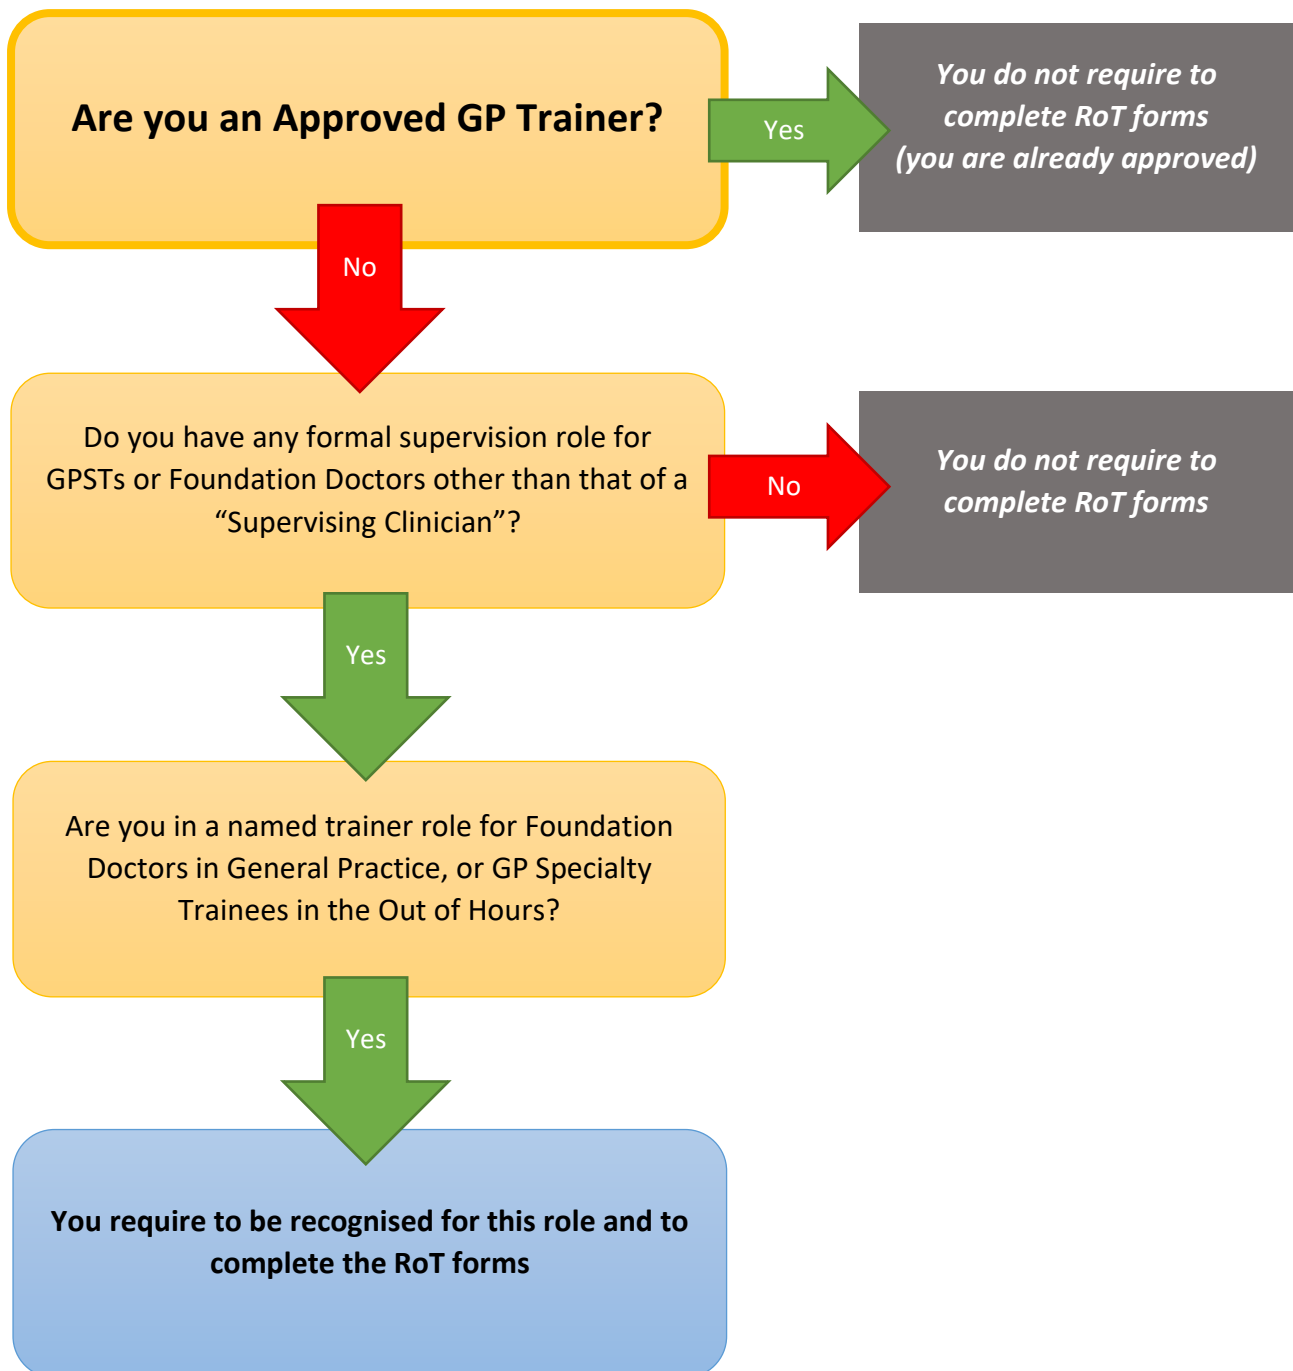 Are you an Approved GP Trainer?
Yes
You do not require to
complete RoT forms
(you are already approved)
No
Do you have any formal supervision role for
GPSTs or Foundation Doctors other than that of a
“Supervising Clinician”?
No
You do not require to
complete RoT forms
Yes
Are you in a named trainer role for Foundation
Doctors in General Practice, or GP Specialty
Trainees in the Out of Hours?
Yes
You require to be recognised for this role and to
complete the RoT forms